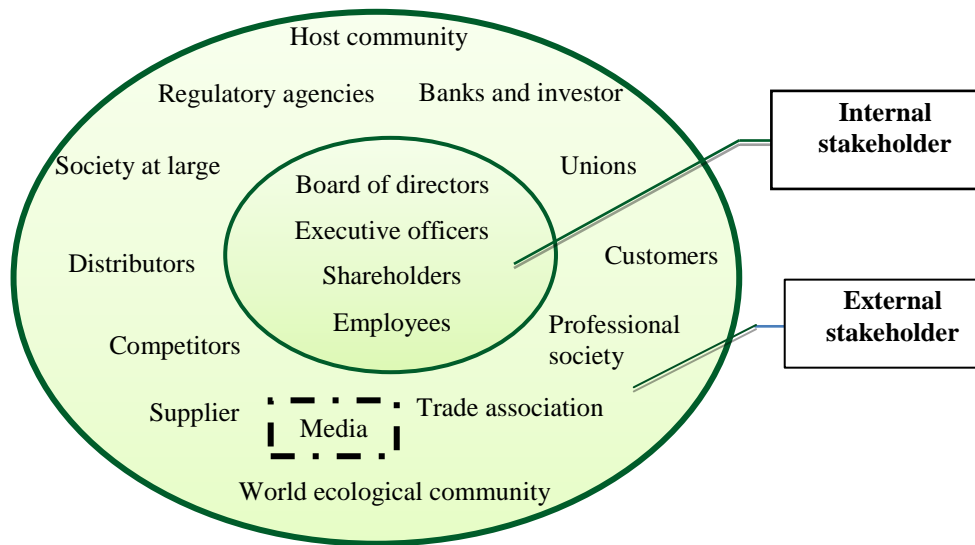 Host community
Regulatory agencies
Banks and investor
Internal
stakeholder
Society at large
Unions
Board of directors
Executive officers
Shareholders
Employees
Distributors
Customers
External
stakeholder
Professional
society
Competitors
Supplier
Media
Trade association
World ecological community